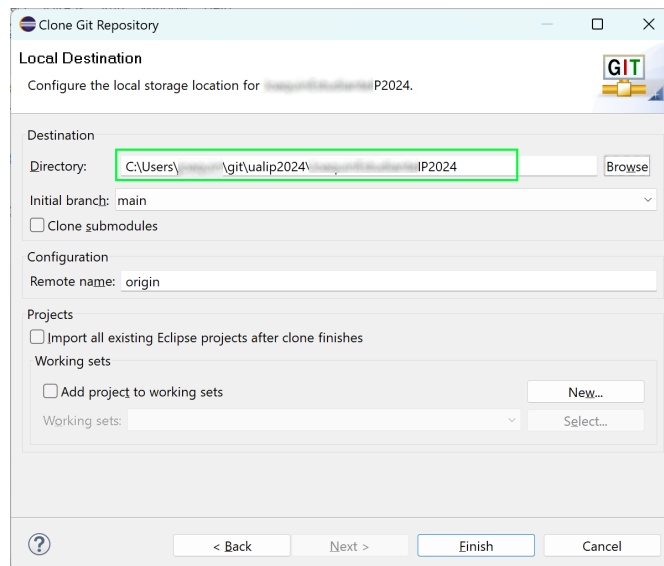 Clone Git Repository
Local Destination
GIT
Configure the local storage location for P2024.
Destination
Directory: C:\Users\ \git\ualip2024\ IP2024 Browse
Initial branch: main
Clone submodules
Configuration
Remote name: origin
Projects
Import all existing Eclipse projects after clone finishes
Working sets
Add project to working sets New...
Working sets: Select...
? < Back Next > Finish Cancel